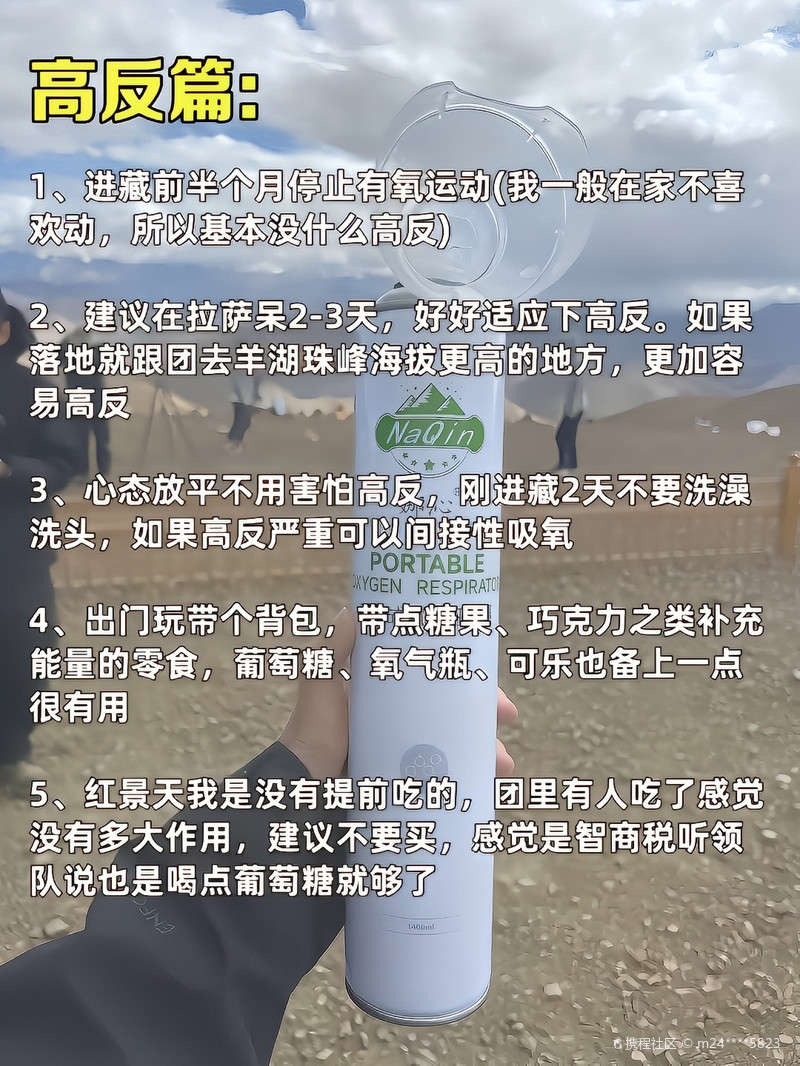 高反篇:
1、进藏前半个月停止有氧运动(我一般在家不喜
欢动，所以基本没什么高反)
2、建议在拉萨呆2-3天，好好适应下高反。如果
落地就跟团去羊湖珠峰海拔更高的地方，更加容
易高反
NaQin
3、心态放平不用害怕高反，刚进藏2天不要洗澡
洗头，如果高反严重可以间接性吸氧
PORTABLE
OXYGEN RESPIRATOR
4、出门玩带个背包，带点糖果、巧克力之类补充
能量的零食，葡萄糖、氧气瓶、可乐也备上一点
很有用
5、红景天我是没有提前吃的，团里有人吃了感觉
没有多大作用，建议不要买，感觉是智商税听领
队说也是喝点葡萄糖就够了
1400ml
携程社区 © m24****5823